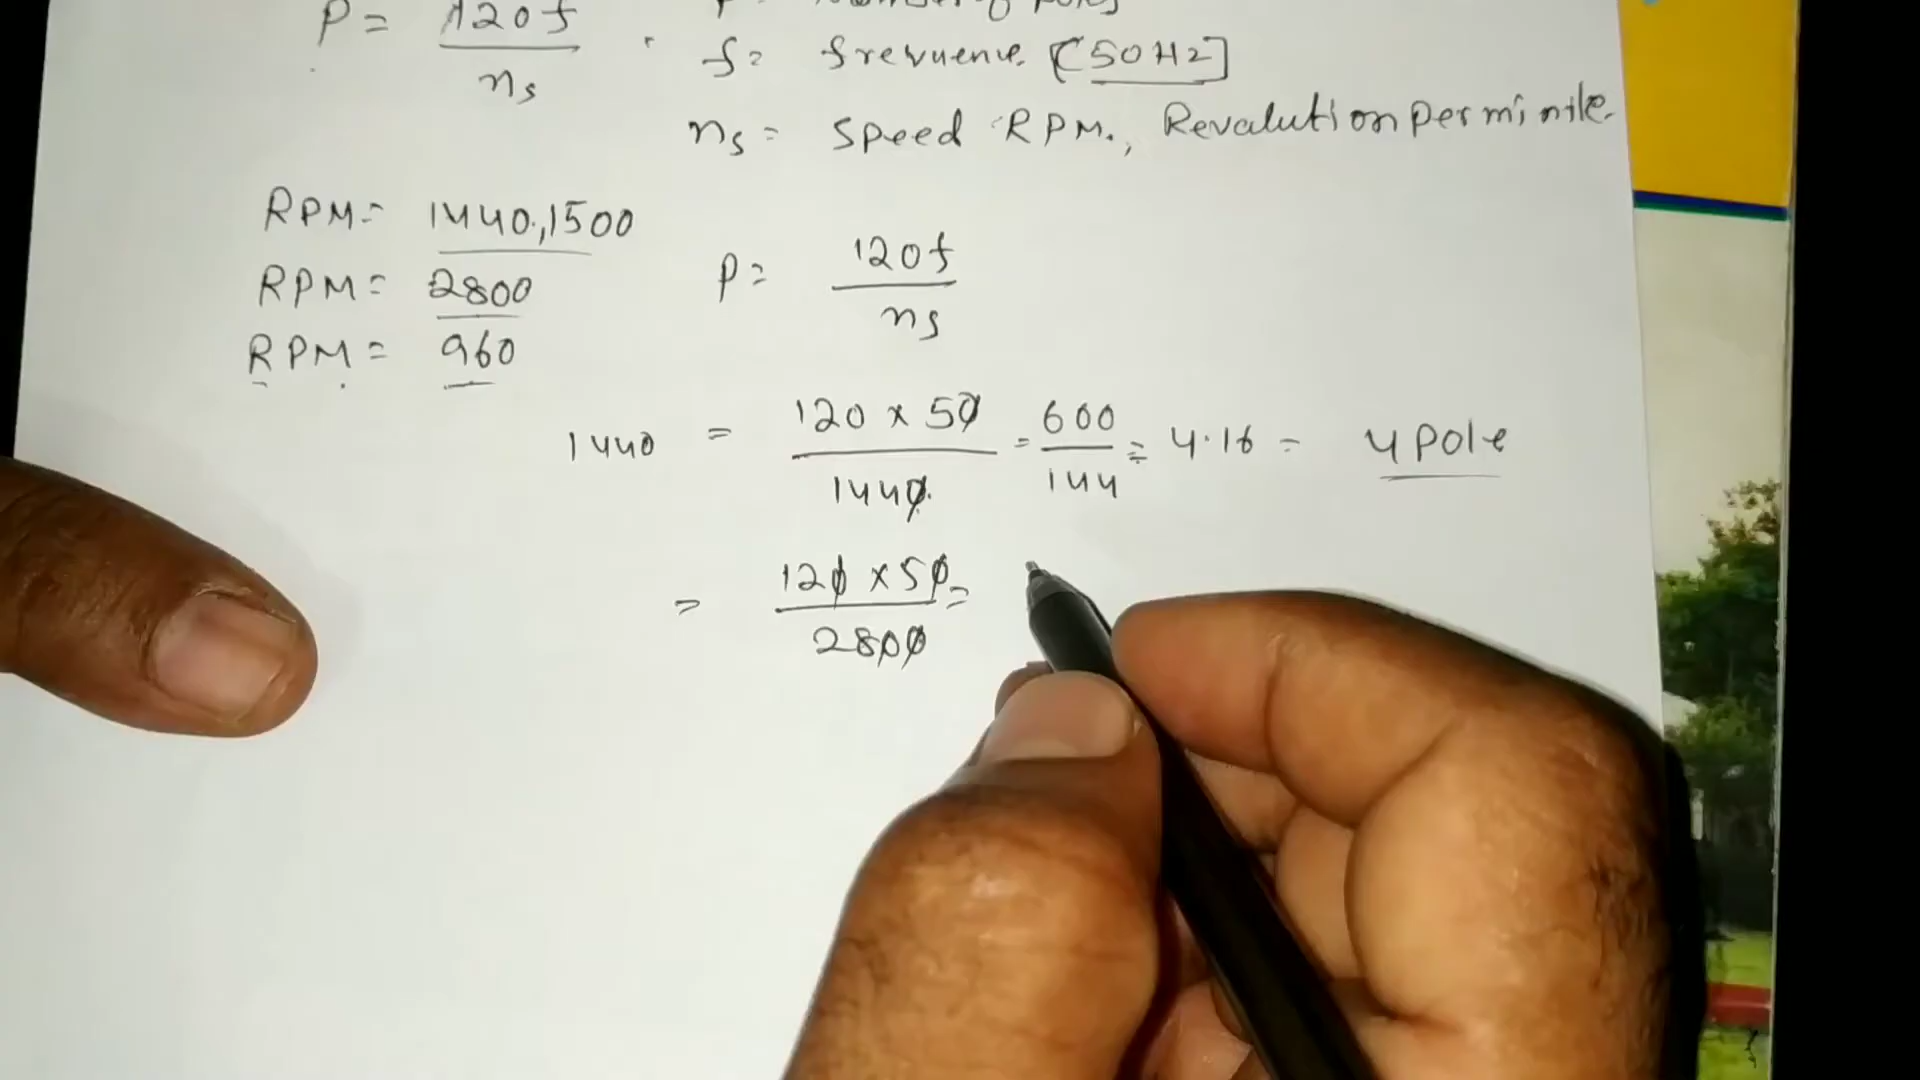 P = 120f
ns
f = frevuence [50Hz]
ns = Speed RPM., Revalution per minite.
RPM = 1440, 1500
RPM = 2800
RPM = 960
P = 120f
ns
1440 = 120 x 50 = 600 = 4.16 = 4 Pole
1440 144
= 120 x 50 =
2800